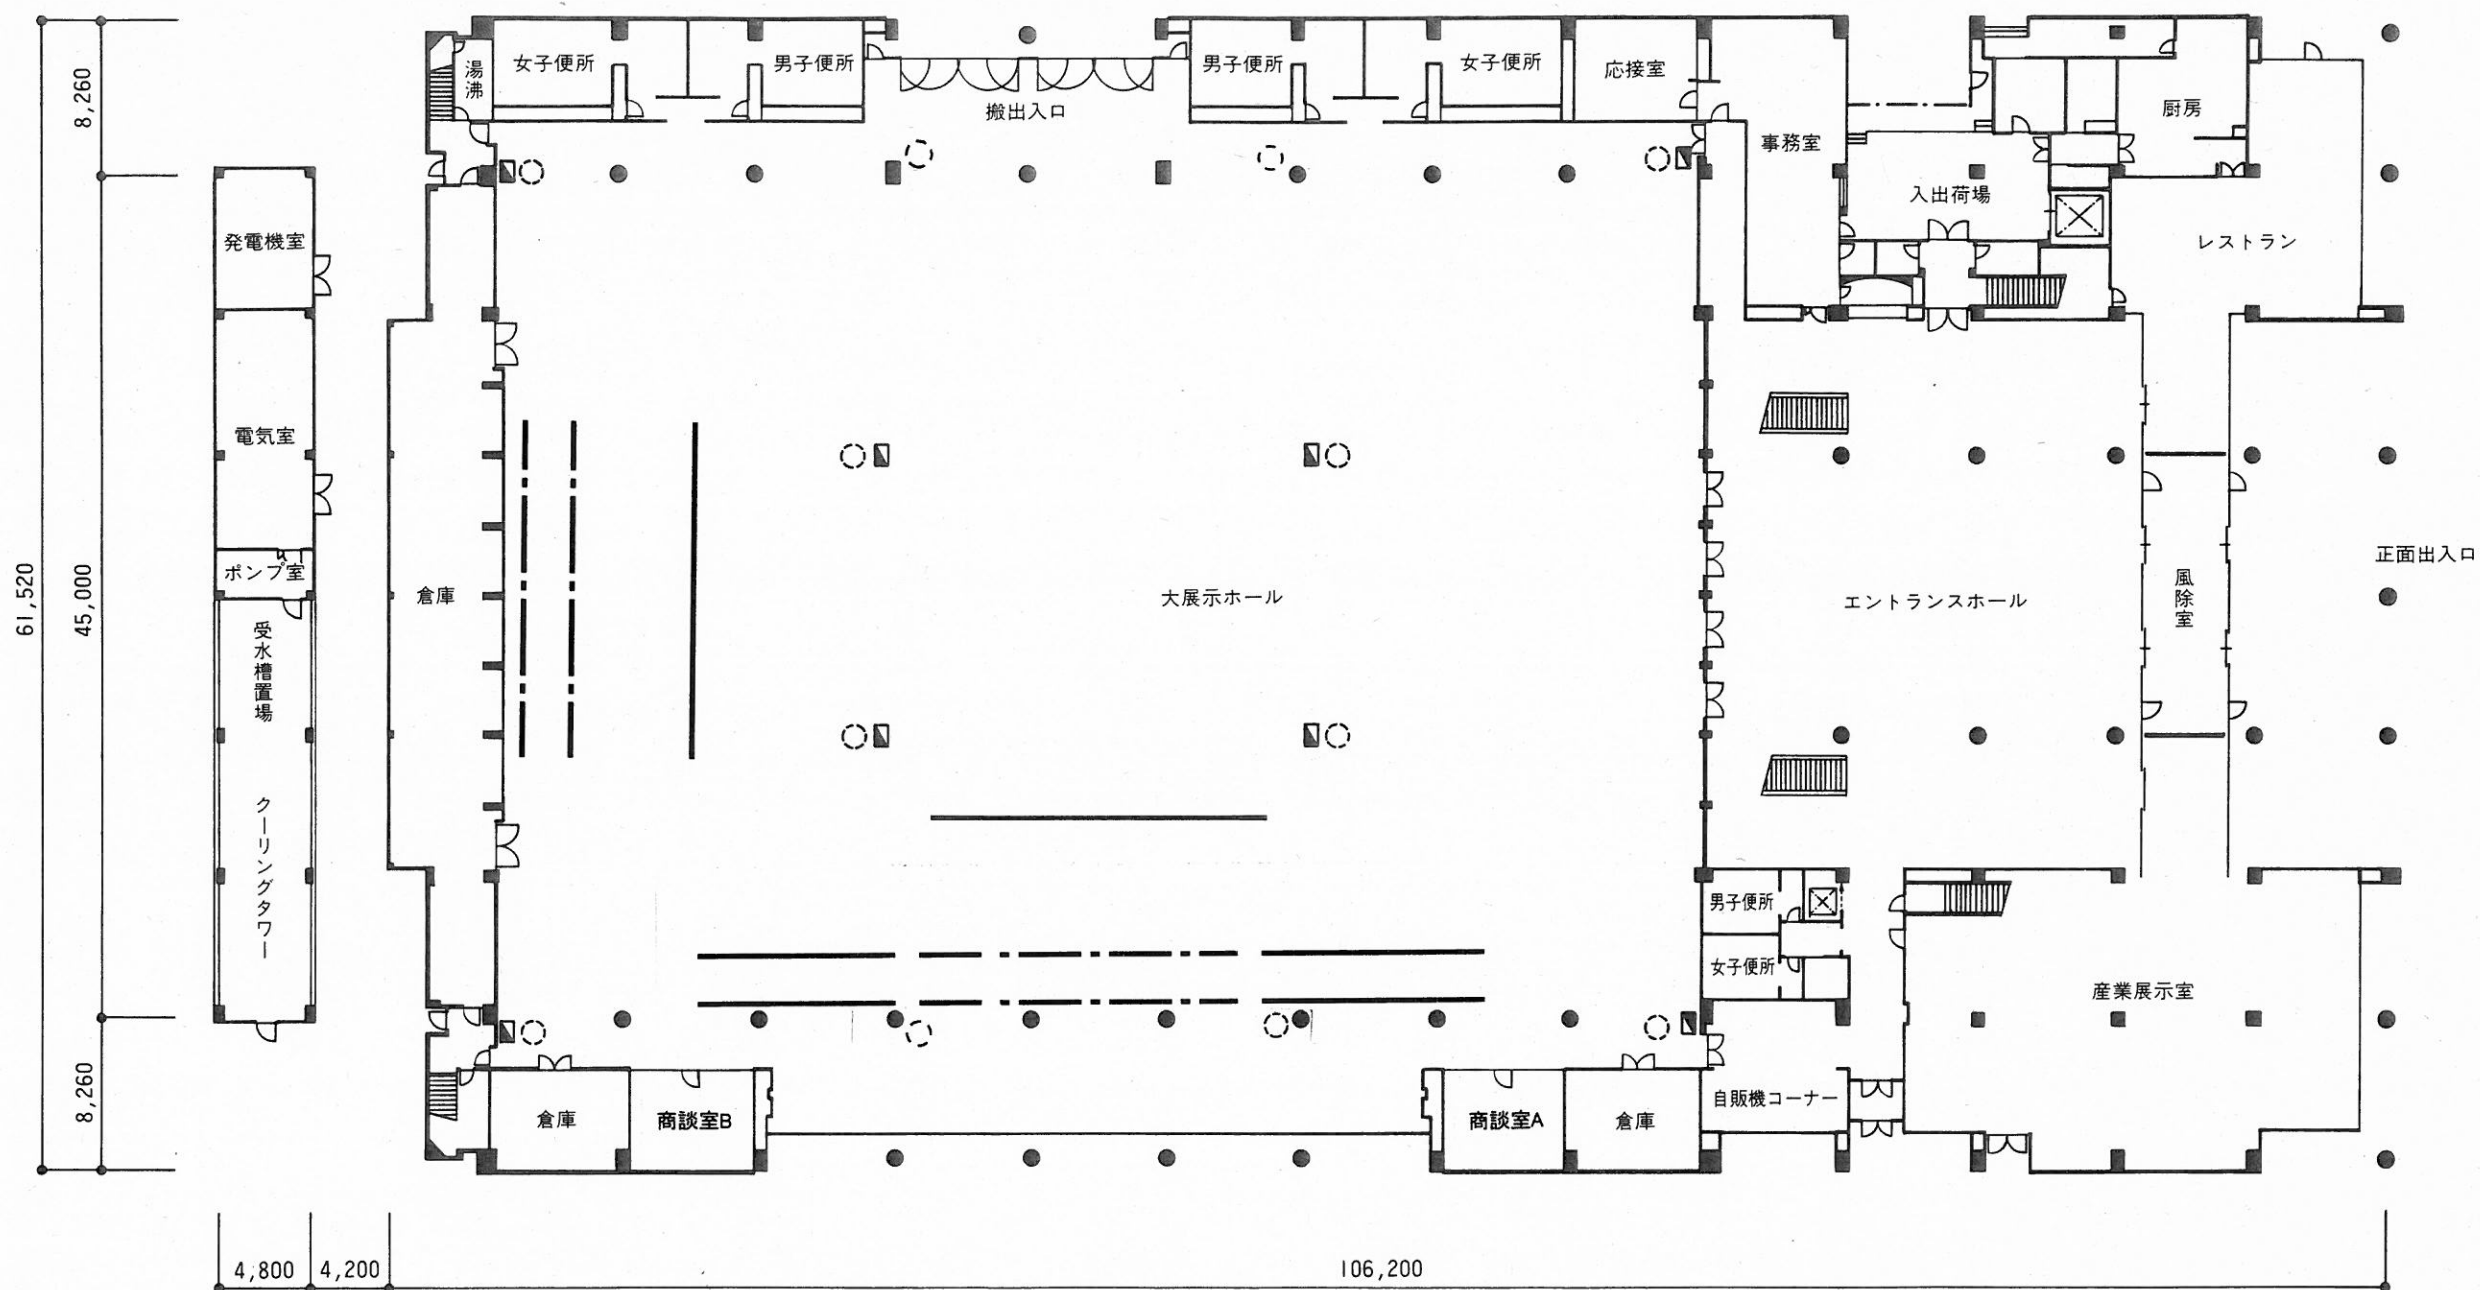 湯沸
女子便所
男子便所
搬出入口
男子便所
女子便所
応接室
事務室
厨房
入出荷場
レストラン
8,260
発電機室
電気室
ポンプ室
受水槽置場
クーリングタワー
61,520
45,000
倉庫
大展示ホール
エントランスホール
風除室
正面出入口
男子便所
女子便所
産業展示室
8,260
倉庫
商談室B
商談室A
倉庫
自販機コーナー
4,800
4,200
106,200